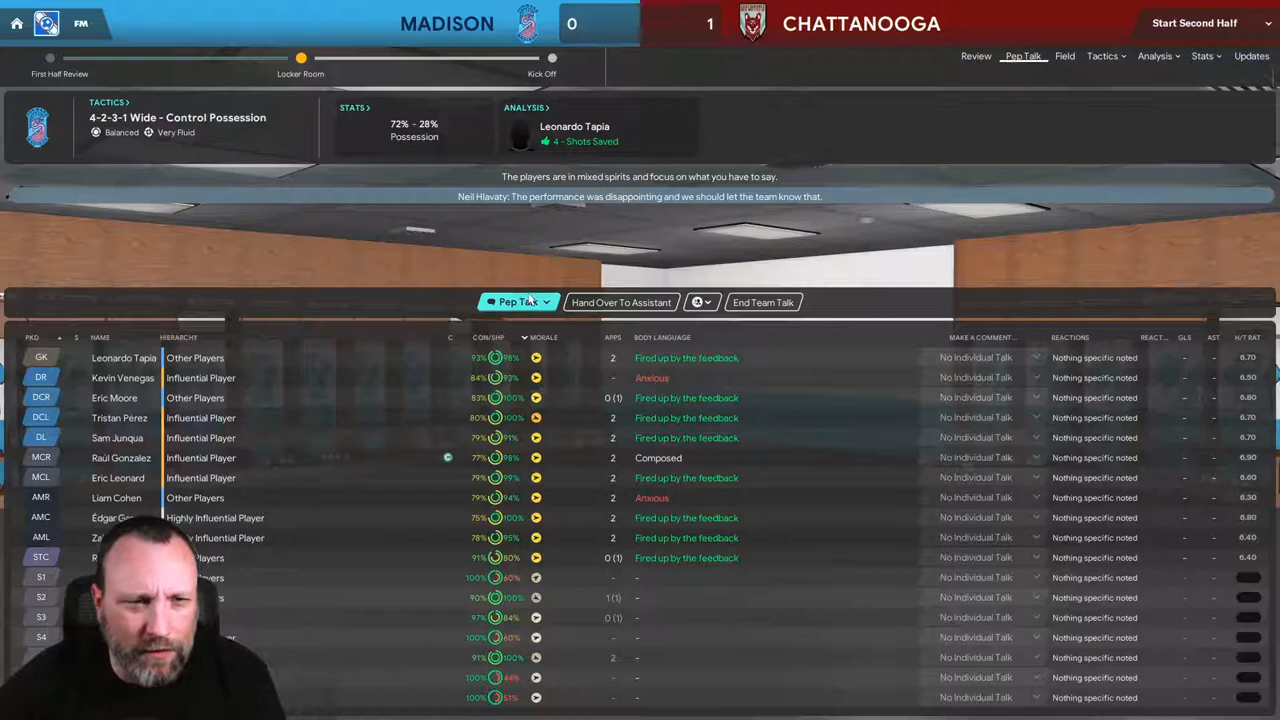 FM MADISON 0 1 CHATTANOOGA Start Second Half
First Half Review Locker Room Kick Off
Review Pep Talk Field Tactics Analysis Stats Updates
TACTICS>
4-2-3-1 Wide - Control Possession
Balanced Very Fluid
STATS>
72% - 28%
Possession
ANALYSIS>
Leonardo Tapia
4 - Shots Saved
The players are in mixed spirits and focus on what you have to say.
Neil Hlavaty: The performance was disappointing and we should let the team know that.
Pep Talk Hand Over To Assistant End Team Talk
PKD S NAME HIERARCHY C CON/SHP MORALE APPS BODY LANGUAGE MAKE A COMMENT... REACTIONS REACT... GLS AST H/T RAT
GK Leonardo Tapia Other Players 93% 98% 2 Fired up by the feedback No Individual Talk Nothing specific noted - - 6.70
DR Kevin Venegas Influential Player 84% 93% - Anxious No Individual Talk Nothing specific noted - - 6.50
DCR Eric Moore Other Players 83% 100% 0 (1) Fired up by the feedback No Individual Talk Nothing specific noted - - 6.80
DCL Tristan Pérez Influential Player 80% 100% 2 Fired up by the feedback No Individual Talk Nothing specific noted - - 6.70
DL Sam Junqua Influential Player 79% 91% 2 Fired up by the feedback No Individual Talk Nothing specific noted - - 6.70
MCR Raúl Gonzalez Influential Player C 77% 98% 2 Composed No Individual Talk Nothing specific noted - - 6.90
MCL Eric Leonard Influential Player 79% 99% 2 Fired up by the feedback No Individual Talk Nothing specific noted - - 6.60
AMR Liam Cohen Other Players 79% 94% 2 Anxious No Individual Talk Nothing specific noted - - 6.30
AMC Édgar Highly Influential Player 75% 100% 2 Fired up by the feedback No Individual Talk Nothing specific noted - - 6.80
AML Influential Player 78% 95% 2 Fired up by the feedback No Individual Talk Nothing specific noted - - 6.40
STC 91% 80% 0 (1) Fired up by the feedback No Individual Talk Nothing specific noted - - 6.40
S1 100% 60% - - No Individual Talk Nothing specific noted - -
S2 90% 100% 1 (1) - No Individual Talk Nothing specific noted - -
S3 97% 84% 0 (1) - No Individual Talk Nothing specific noted - -
S4 100% 60% - - No Individual Talk Nothing specific noted - -
91% 100% 2 - No Individual Talk Nothing specific noted - -
100% 44% - - No Individual Talk Nothing specific noted - -
100% 51% - - No Individual Talk Nothing specific noted - -